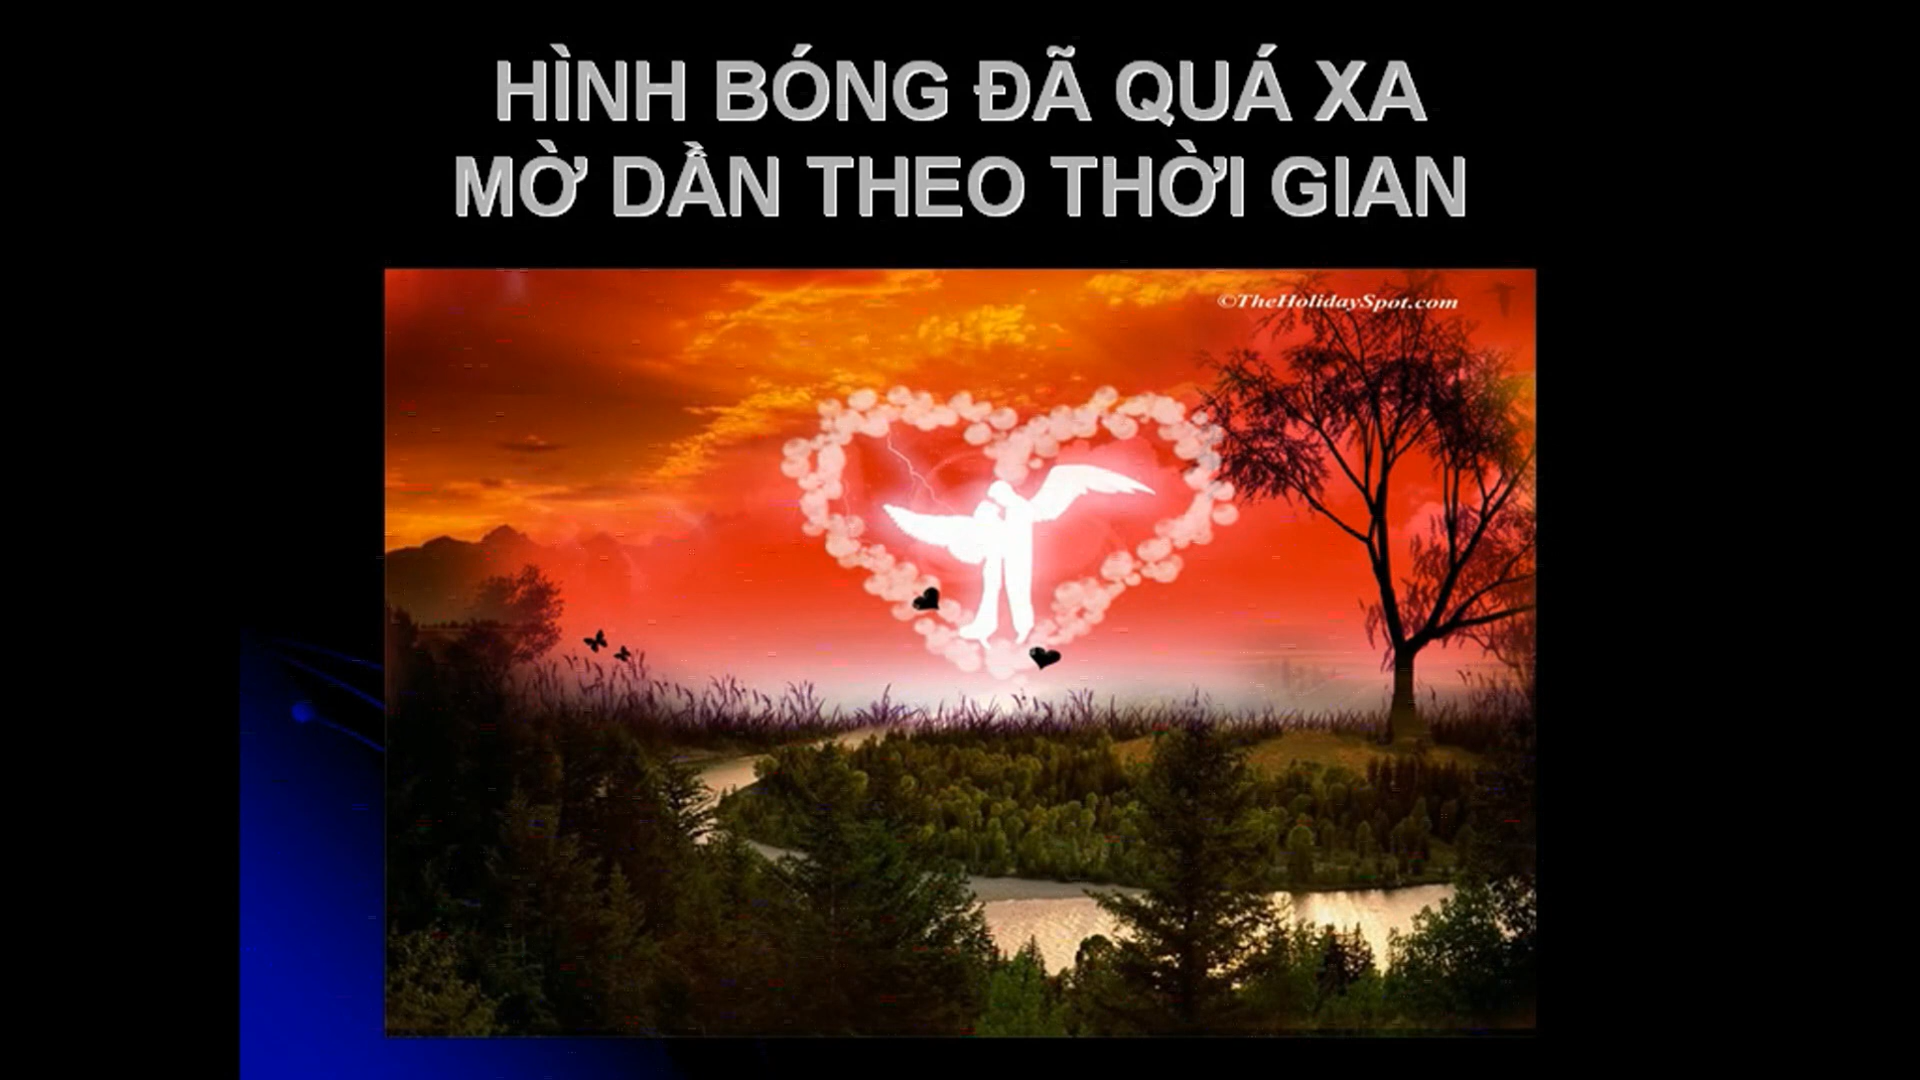 HÌNH BÓNG ĐÃ QUÁ XA
MỜ DẦN THEO THỜI GIAN
©TheHolidaySpot.com